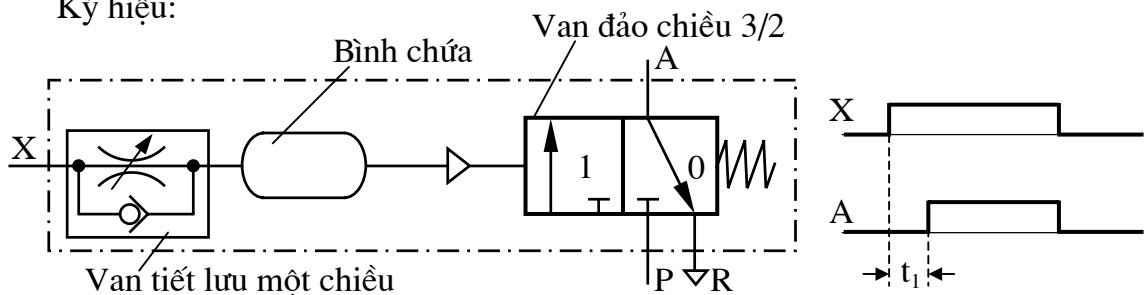 Ký hiệu:
Van đảo chiều 3/2
Bình chứa
A
X
1
0
X
A
t1
P
R
Van tiết lưu một chiều